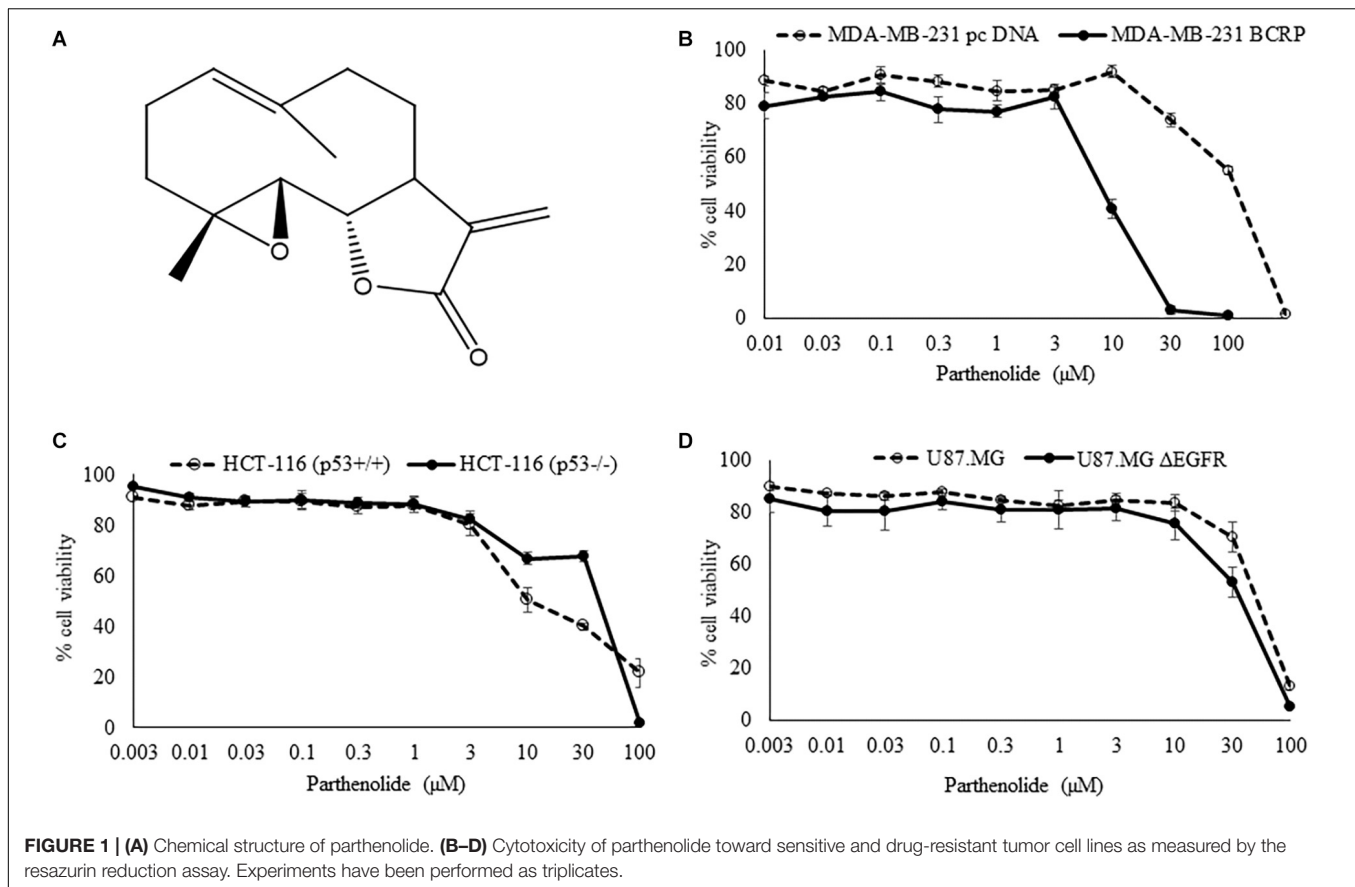 A
O
O
O
B
MDA-MB-231 pc DNA
MDA-MB-231 BCRP
% cell viability
100
80
60
40
20
0
0.01 0.03 0.1 0.3 1 3 10 30 100
Parthenolide (µM)
C
HCT-116 (p53+/+)
HCT-116 (p53-/-)
% cell viability
100
80
60
40
20
0
0.003 0.01 0.03 0.1 0.3 1 3 10 30 100
Parthenolide (µM)
D
U87.MG
U87.MG ΔEGFR
% cell viability
100
80
60
40
20
0
0.003 0.01 0.03 0.1 0.3 1 3 10 30 100
Parthenolide (µM)
FIGURE 1 | (A) Chemical structure of parthenolide. (B–D) Cytotoxicity of parthenolide toward sensitive and drug-resistant tumor cell lines as measured by the
resazurin reduction assay. Experiments have been performed as triplicates.